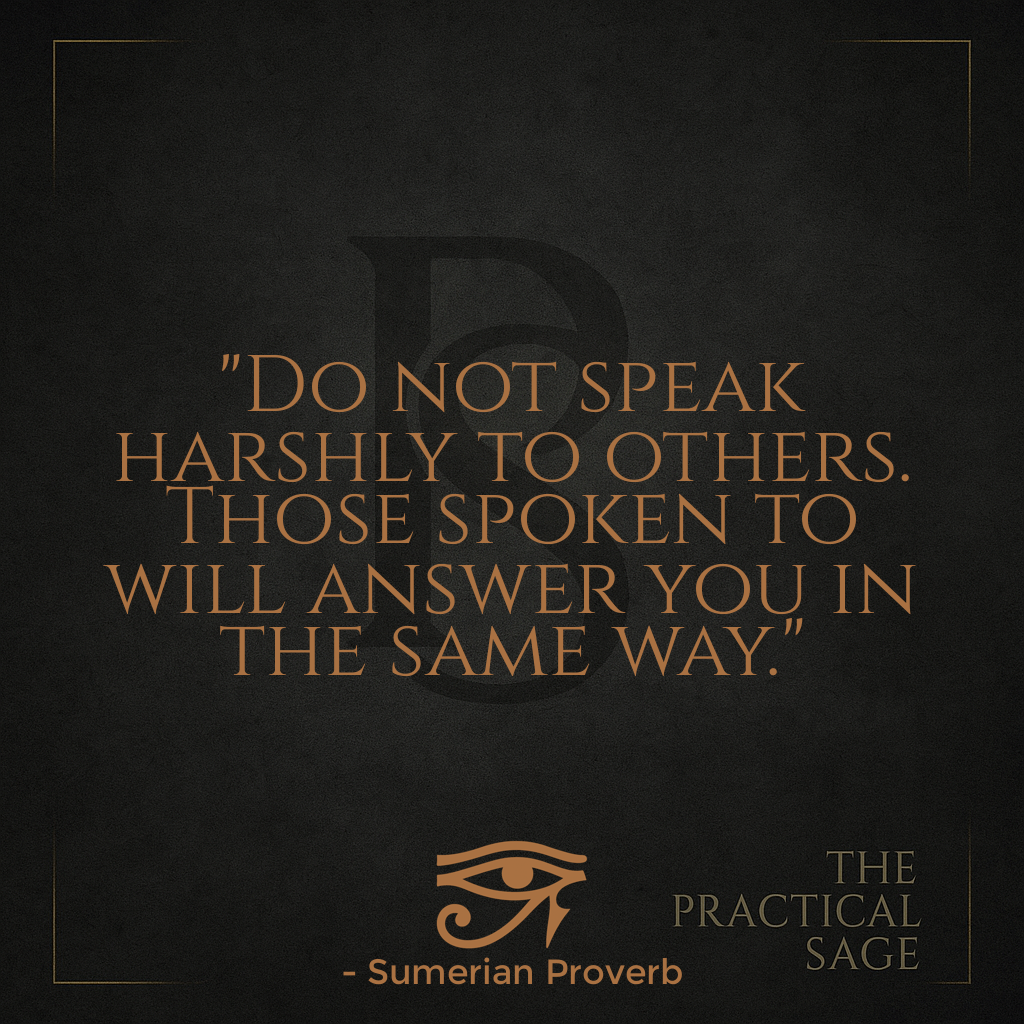 "Do not speak
harshly to others.
Those spoken to
will answer you in
the same way."
- Sumerian Proverb
THE
PRACTICAL
SAGE